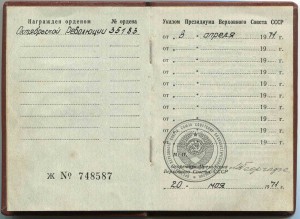 Награжден орденом № ордена
Октябрьской Революции 35183
Ж № 748587
Указом Президиума Верховного Совета СССР
от „8" апреля 1971 г.
от „ " 19 г.
от „ " 19 г.
от „ " 19 г.
от „ " 19 г.
от „ " 19 г.
от „ " 19 г.
от „ " 19 г.
от „ " 19 г.
М. П.
Президиума
Верховного Совета СССР
„20" мая 1971 г.